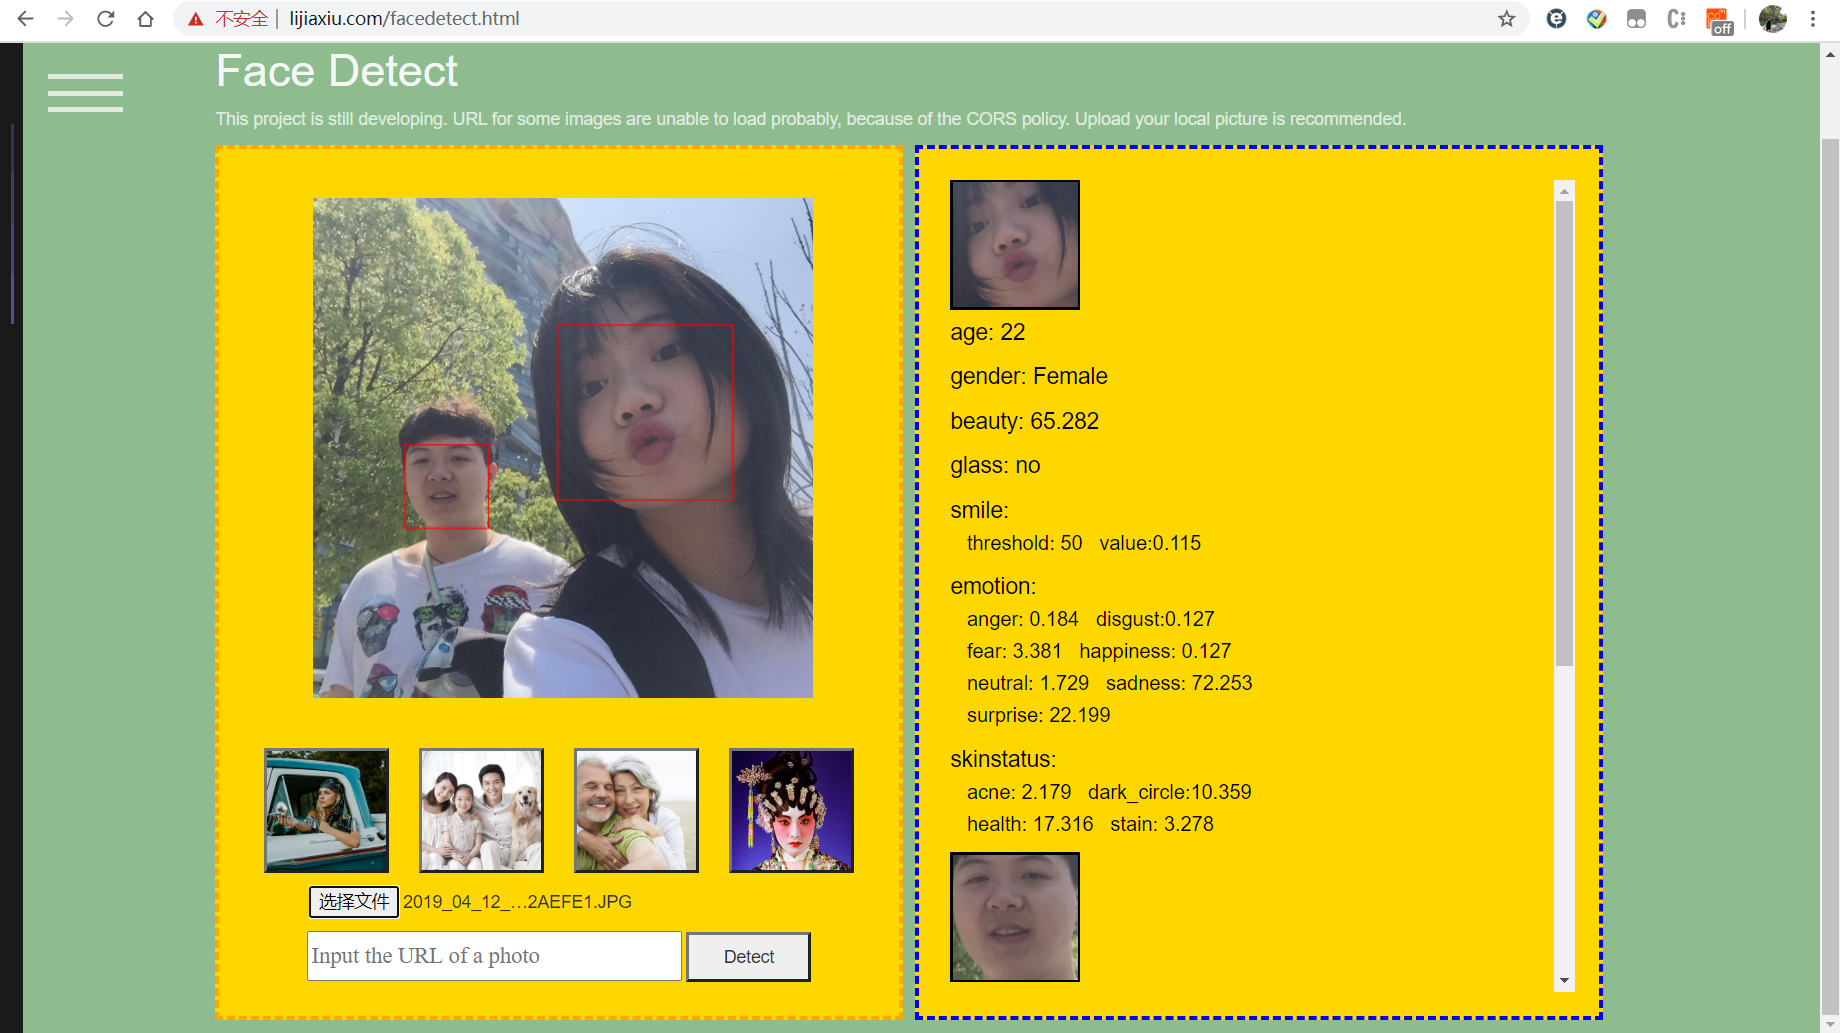 不安全 lijiaxiu.com/facedetect.html
off
Face Detect
This project is still developing. URL for some images are unable to load probably, because of the CORS policy. Upload your local picture is recommended.
选择文件 2019_04_12_...2AEFE1.JPG
Input the URL of a photo Detect
age: 22
gender: Female
beauty: 65.282
glass: no
smile:
threshold: 50 value:0.115
emotion:
anger: 0.184 disgust:0.127
fear: 3.381 happiness: 0.127
neutral: 1.729 sadness: 72.253
surprise: 22.199
skinstatus:
acne: 2.179 dark_circle:10.359
health: 17.316 stain: 3.278